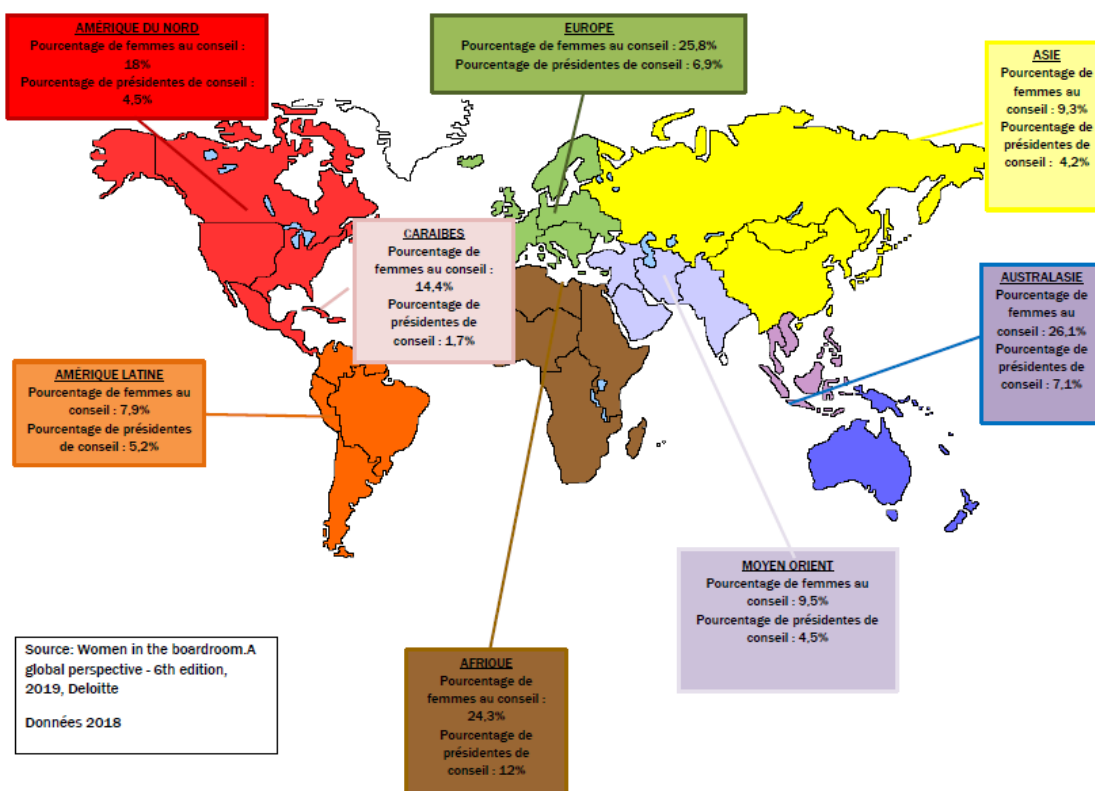 AMÉRIQUE DU NORD
Pourcentage de femmes au conseil :
18%
Pourcentage de présidentes de conseil :
4,5%
EUROPE
Pourcentage de femmes au conseil : 25,8%
Pourcentage de présidentes de conseil : 6,9%
ASIE
Pourcentage de
femmes au
conseil : 9,3%
Pourcentage de
présidentes de
conseil : 4,2%
CARAIBES
Pourcentage de
femmes au conseil :
14,4%
Pourcentage de
présidentes de
conseil : 1,7%
AUSTRALASIE
Pourcentage de
femmes au
conseil : 26,1%
Pourcentage de
présidentes de
conseil : 7,1%
AMÉRIQUE LATINE
Pourcentage de femmes au
conseil : 7,9%
Pourcentage de présidentes
de conseil : 5,2%
MOYEN ORIENT
Pourcentage de femmes au
conseil : 9,5%
Pourcentage de présidentes de
conseil : 4,5%
AFRIQUE
Pourcentage de
femmes au conseil :
24,3%
Pourcentage de
présidentes de
conseil : 12%
Source: Women in the boardroom.A
global perspective - 6th edition,
2019, Deloitte
Données 2018